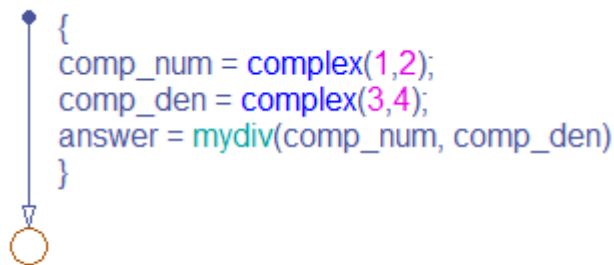 {
comp_num = complex(1,2);
comp_den = complex(3,4);
answer = mydiv(comp_num, comp_den)
}